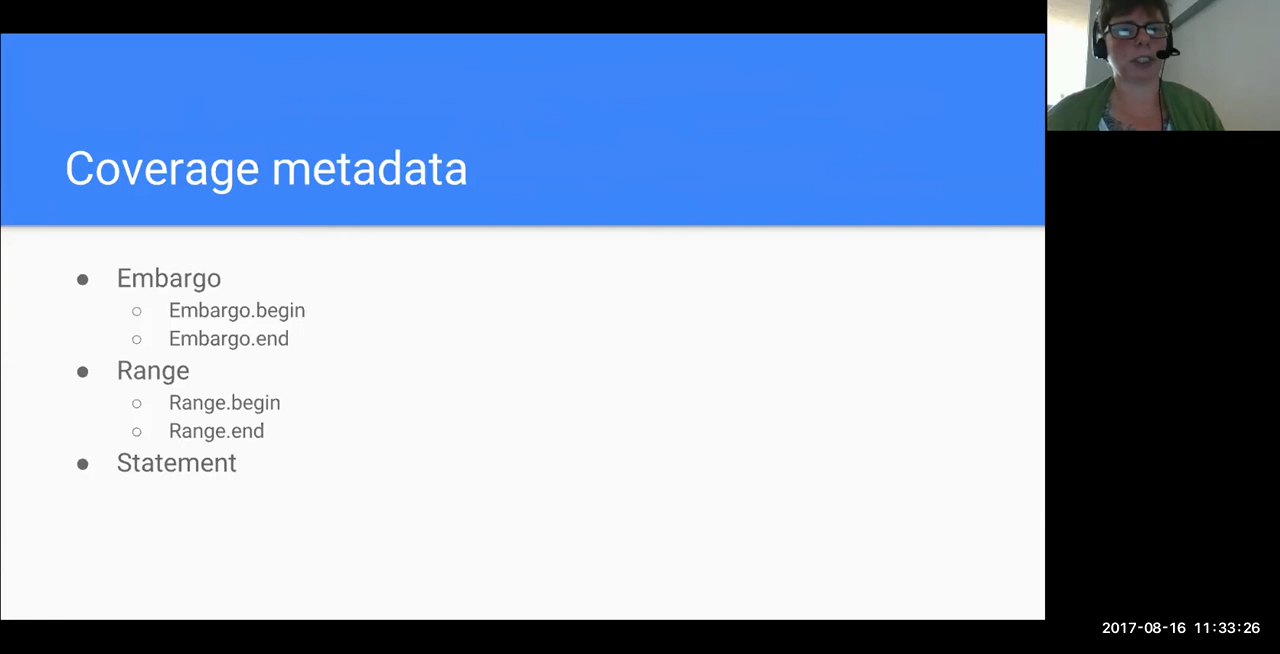 Coverage metadata
● Embargo
○ Embargo.begin
○ Embargo.end
● Range
○ Range.begin
○ Range.end
● Statement
2017-08-16 11:33:26